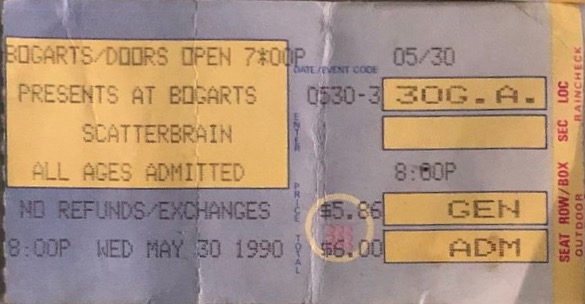 BOGARTS/DOORS OPEN 7*00P
PRESENTS AT BOGARTS
SCATTERBRAIN
ALL AGES ADMITTED
NO REFUNDS/EXCHANGES
8:00P WED MAY 30 1990
DATE/EVENT CODE
ENTER
PRICE
TOTAL
05/30
0530-3
8:00P
$5.86
$6.00
30G.A.
GEN
ADM
SEAT ROW/BOX SEC LOC
OUTDOOR RAINCHECK